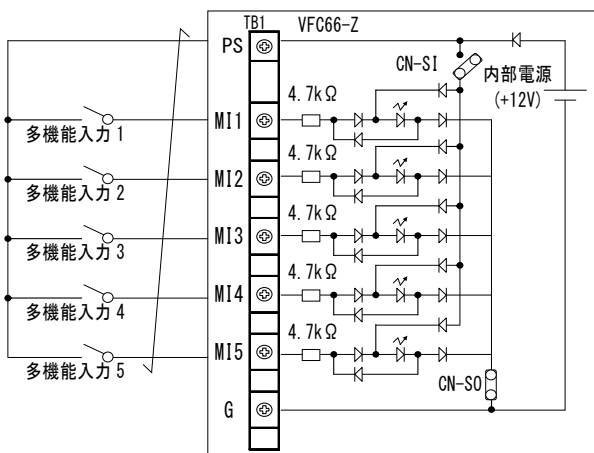 TB1 VFC66-Z
PS
CN-SI
内部電源
(+12V)
4.7kΩ
MI1
多機能入力1
4.7kΩ
MI2
多機能入力2
4.7kΩ
MI3
多機能入力3
4.7kΩ
MI4
多機能入力4
4.7kΩ
MI5
多機能入力5
CN-SO
G